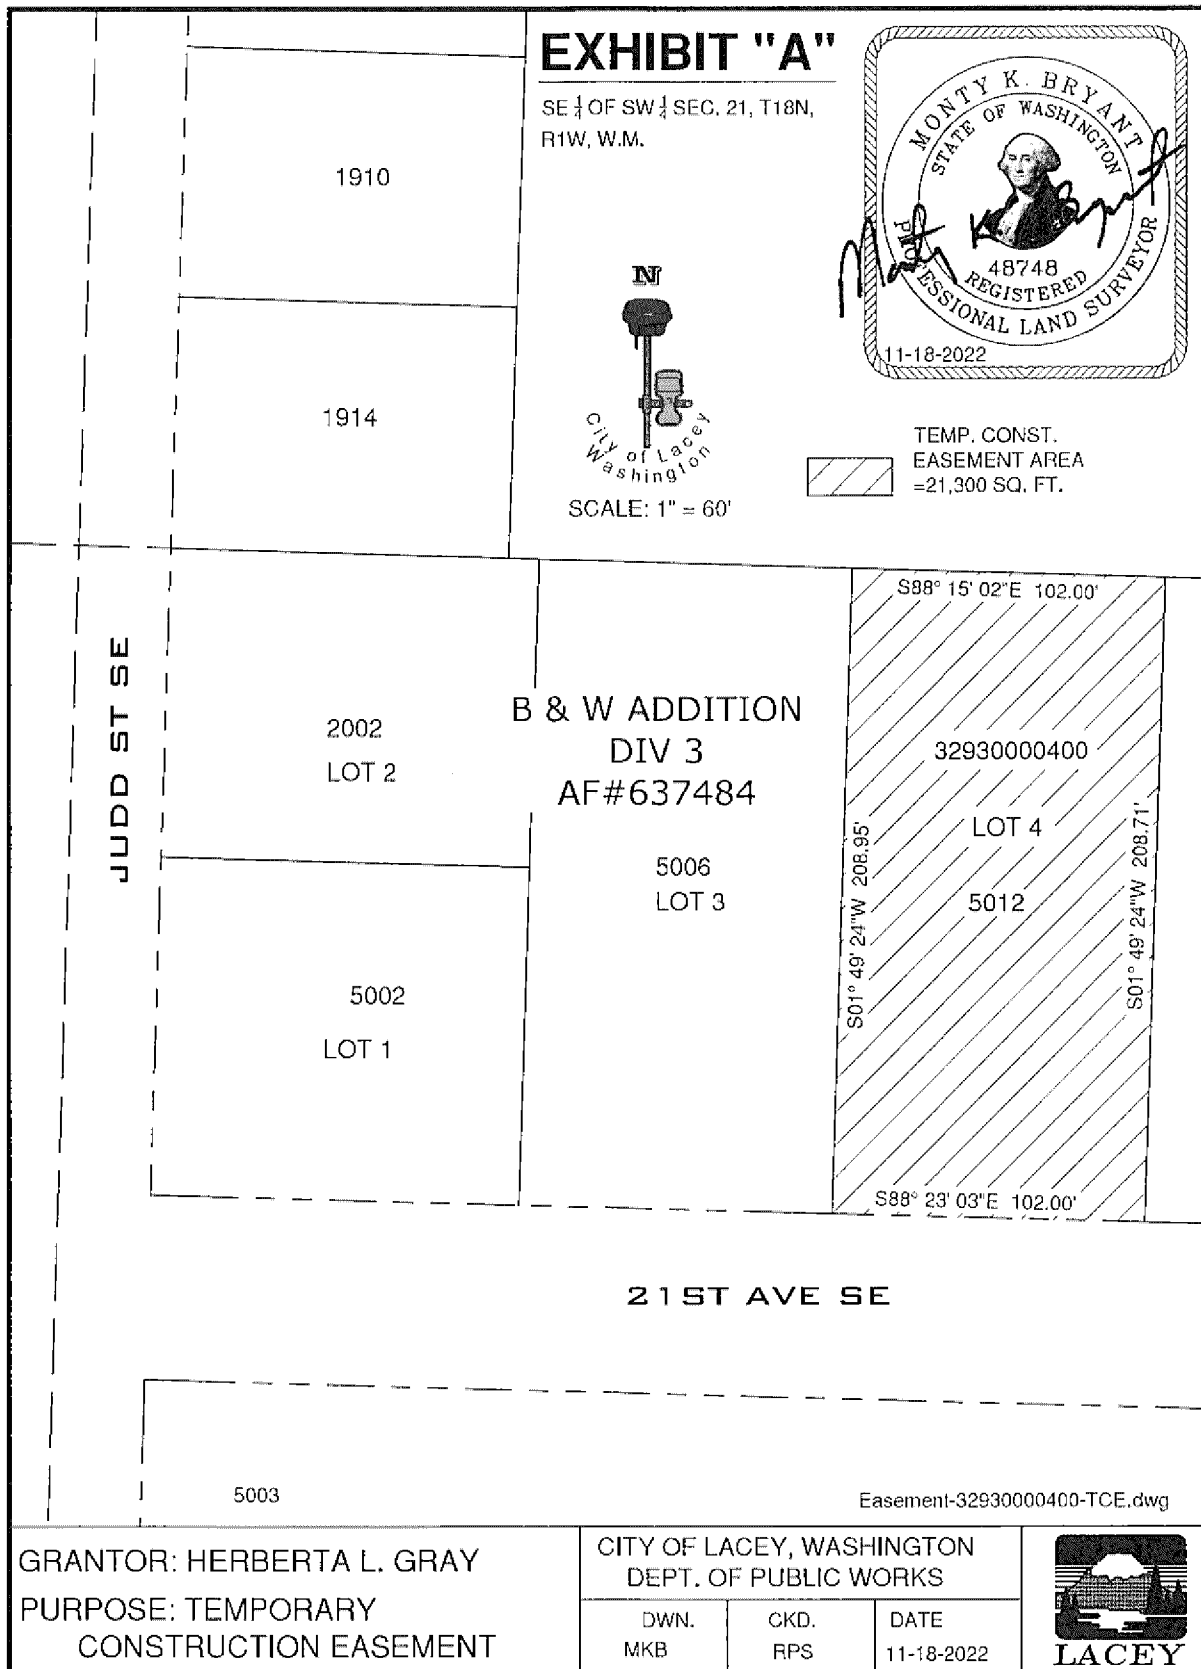 EXHIBIT "A"
SE 1/4 OF SW 1/4 SEC. 21, T18N,
R1W, W.M.
MONTY K. BRYANT
STATE OF WASHINGTON
48748
REGISTERED
PROFESSIONAL LAND SURVEYOR
Monty K. Bryant
11-18-2022
N
City of Lacey
Washington
SCALE: 1" = 60'
TEMP. CONST.
EASEMENT AREA
=21,300 SQ. FT.
1910
1914
JUDD ST SE
2002
LOT 2
B & W ADDITION
DIV 3
AF#637484
5006
LOT 3
5002
LOT 1
S88° 15' 02"E 102.00'
32930000400
LOT 4
5012
S01° 49' 24"W 208.95'
S01° 49' 24"W 208.71'
S88° 23' 03"E 102.00'
21ST AVE SE
5003
Easement-32930000400-TCE.dwg
GRANTOR: HERBERTA L. GRAY
PURPOSE: TEMPORARY
CONSTRUCTION EASEMENT
CITY OF LACEY, WASHINGTON
DEPT. OF PUBLIC WORKS
DWN.
MKB
CKD.
RPS
DATE
11-18-2022
LACEY